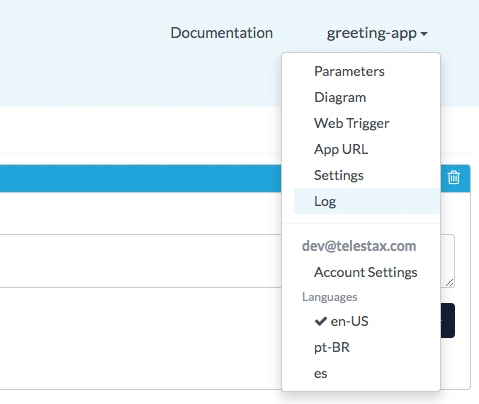 Documentation
greeting-app
Parameters
Diagram
Web Trigger
App URL
Settings
Log
dev@telestax.com
Account Settings
Languages
en-US
pt-BR
es